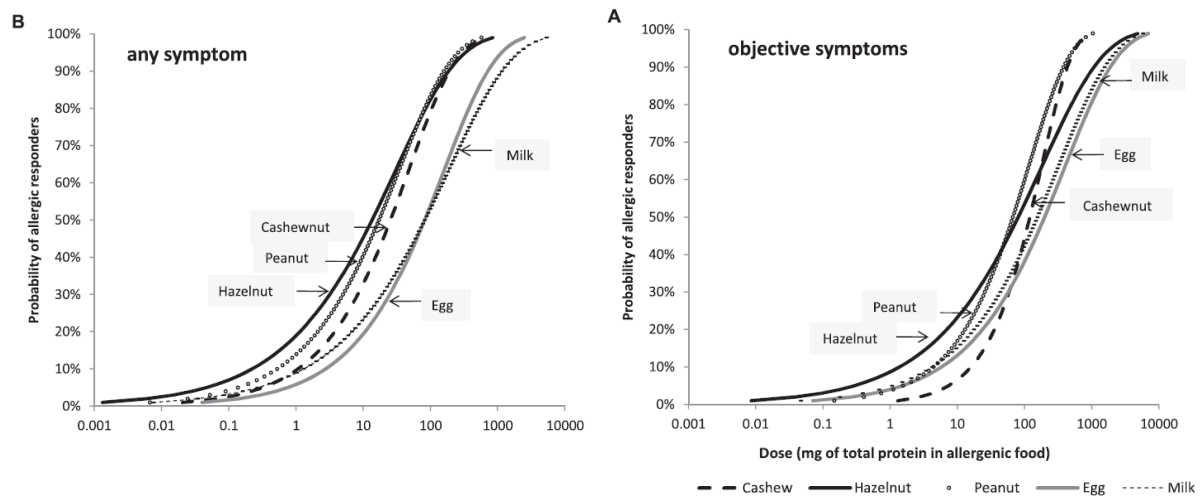 B
any symptom
Probability of allergic responders
100%
90%
80%
70%
60%
50%
40%
30%
20%
10%
0%
Cashewnut
Peanut
Hazelnut
Milk
Egg
0.001 0.01 0.1 1 10 100 1000 10000
A
objective symptoms
Probability of allergic responders
100%
90%
80%
70%
60%
50%
40%
30%
20%
10%
0%
Milk
Egg
Cashewnut
Peanut
Hazelnut
0.001 0.01 0.1 1 10 100 1000 10000
Dose (mg of total protein in allergenic food)
Cashew Hazelnut Peanut Egg Milk